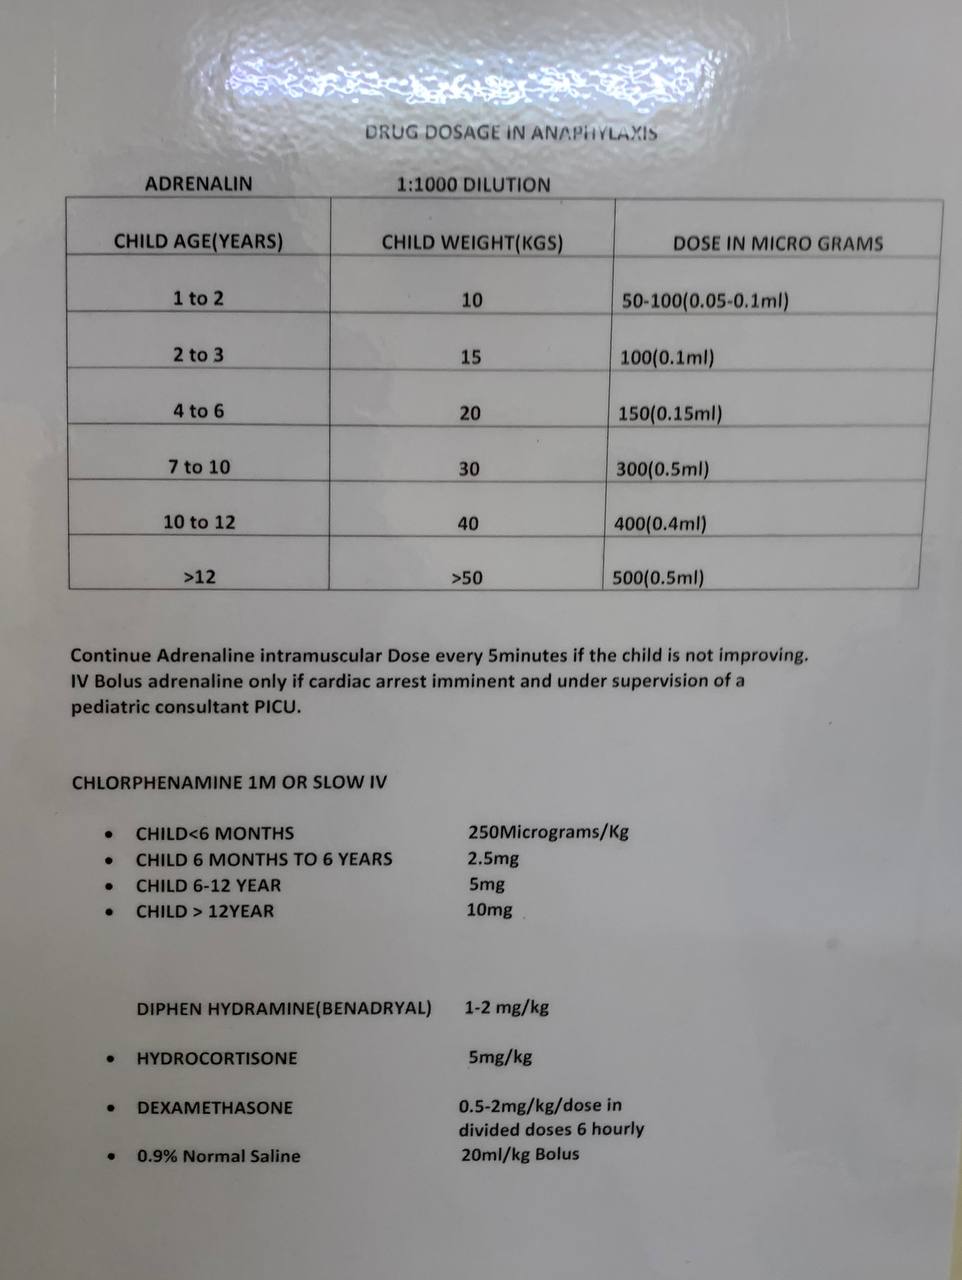 DRUG DOSAGE IN ANAPHYLAXIS
ADRENALIN 1:1000 DILUTION
CHILD AGE(YEARS) CHILD WEIGHT(KGS) DOSE IN MICRO GRAMS
1 to 2 10 50-100(0.05-0.1ml)
2 to 3 15 100(0.1ml)
4 to 6 20 150(0.15ml)
7 to 10 30 300(0.5ml)
10 to 12 40 400(0.4ml)
>12 >50 500(0.5ml)
Continue Adrenaline intramuscular Dose every 5minutes if the child is not improving.
IV Bolus adrenaline only if cardiac arrest imminent and under supervision of a
pediatric consultant PICU.
CHLORPHENAMINE 1M OR SLOW IV
• CHILD<6 MONTHS 250Micrograms/Kg
• CHILD 6 MONTHS TO 6 YEARS 2.5mg
• CHILD 6-12 YEAR 5mg
• CHILD > 12YEAR 10mg
DIPHEN HYDRAMINE(BENADRYAL) 1-2 mg/kg
• HYDROCORTISONE 5mg/kg
• DEXAMETHASONE 0.5-2mg/kg/dose in
divided doses 6 hourly
• 0.9% Normal Saline 20ml/kg Bolus